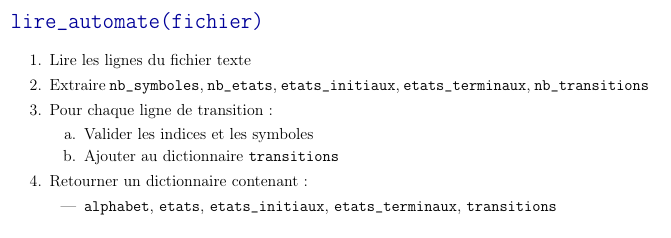 lire_automate(fichier)
1. Lire les lignes du fichier texte
2. Extraire nb_symboles, nb_etats, etats_initiaux, etats_terminaux, nb_transitions
3. Pour chaque ligne de transition :
a. Valider les indices et les symboles
b. Ajouter au dictionnaire transitions
4. Retourner un dictionnaire contenant :
— alphabet, etats, etats_initiaux, etats_terminaux, transitions